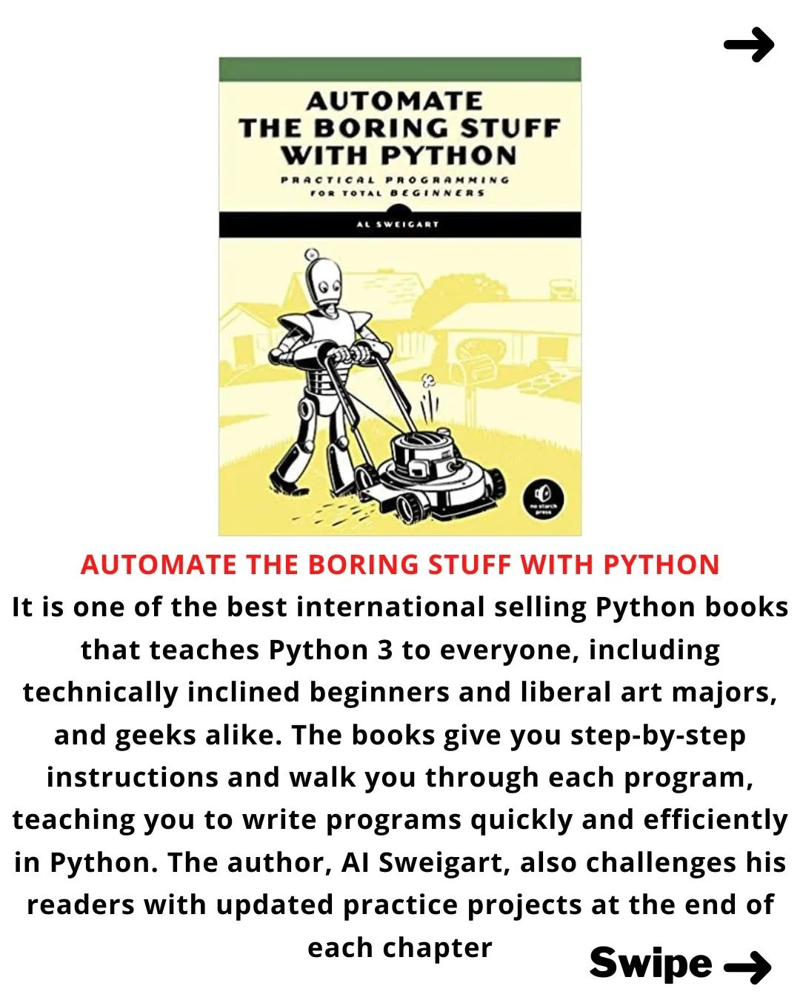 AUTOMATE
THE BORING STUFF
WITH PYTHON
PRACTICAL PROGRAMMING
FOR TOTAL BEGINNERS
AL SWEIGART
no starch
press
AUTOMATE THE BORING STUFF WITH PYTHON
It is one of the best international selling Python books
that teaches Python 3 to everyone, including
technically inclined beginners and liberal art majors,
and geeks alike. The books give you step-by-step
instructions and walk you through each program,
teaching you to write programs quickly and efficiently
in Python. The author, AI Sweigart, also challenges his
readers with updated practice projects at the end of
each chapter
Swipe